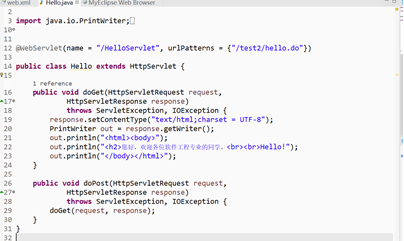 web.xml Hello.java MyEclipse Web Browser
2
3 import java.io.PrintWriter;
10
11
12 @WebServlet(name = "/HelloServlet", urlPatterns = {"/test2/hello.do"})
13
14 public class Hello extends HttpServlet {
15
1 reference
16 public void doGet(HttpServletRequest request,
17 HttpServletResponse response)
18 throws ServletException, IOException {
19 response.setContentType("text/html;charset = UTF-8");
20 PrintWriter out = response.getWriter();
21 out.println("<html><body>");
22 out.println("<h2>您好，欢迎各位软件工程专业的同学。<br><br>Hello!");
23 out.println("</body></html>");
24 }
25
26 public void doPost(HttpServletRequest request,
27 HttpServletResponse response)
28 throws ServletException, IOException {
29 doGet(request, response);
30 }
31 }
32